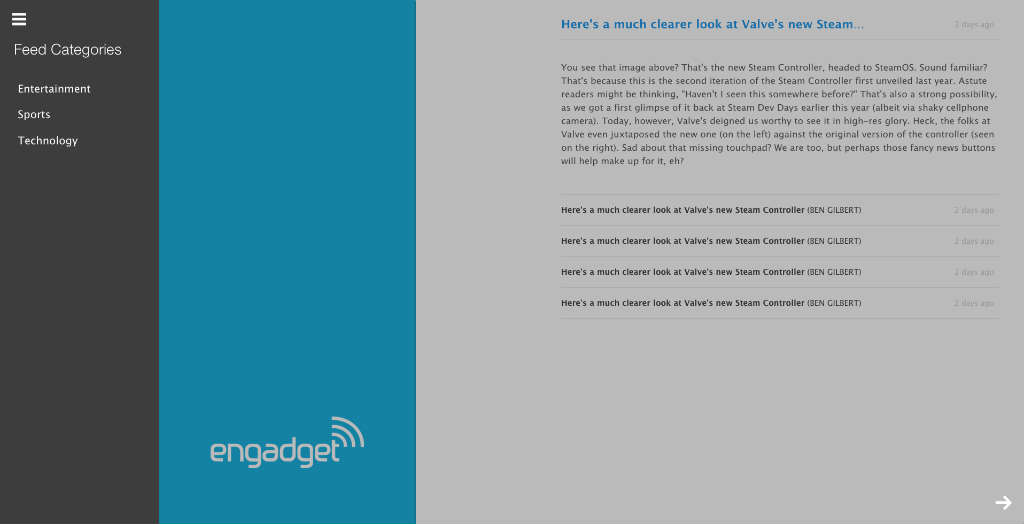 Feed Categories
Entertainment
Sports
Technology
engadget
Here's a much clearer look at Valve's new Steam...
2 days ago
You see that image above? That's the new Steam Controller, headed to SteamOS. Sound familiar?
That's because this is the second iteration of the Steam Controller first unveiled last year. Astute
readers might be thinking, "Haven't I seen this somewhere before?" That's also a strong possibility,
as we got a first glimpse of it back at Steam Dev Days earlier this year (albeit via shaky cellphone
camera). Today, however, Valve's deigned us worthy to see it in high-res glory. Heck, the folks at
Valve even juxtaposed the new one (on the left) against the original version of the controller (seen
on the right). Sad about that missing touchpad? We are too, but perhaps those fancy news buttons
will help make up for it, eh?
Here's a much clearer look at Valve's new Steam Controller (BEN GILBERT) 2 days ago
Here's a much clearer look at Valve's new Steam Controller (BEN GILBERT) 2 days ago
Here's a much clearer look at Valve's new Steam Controller (BEN GILBERT) 2 days ago
Here's a much clearer look at Valve's new Steam Controller (BEN GILBERT) 2 days ago